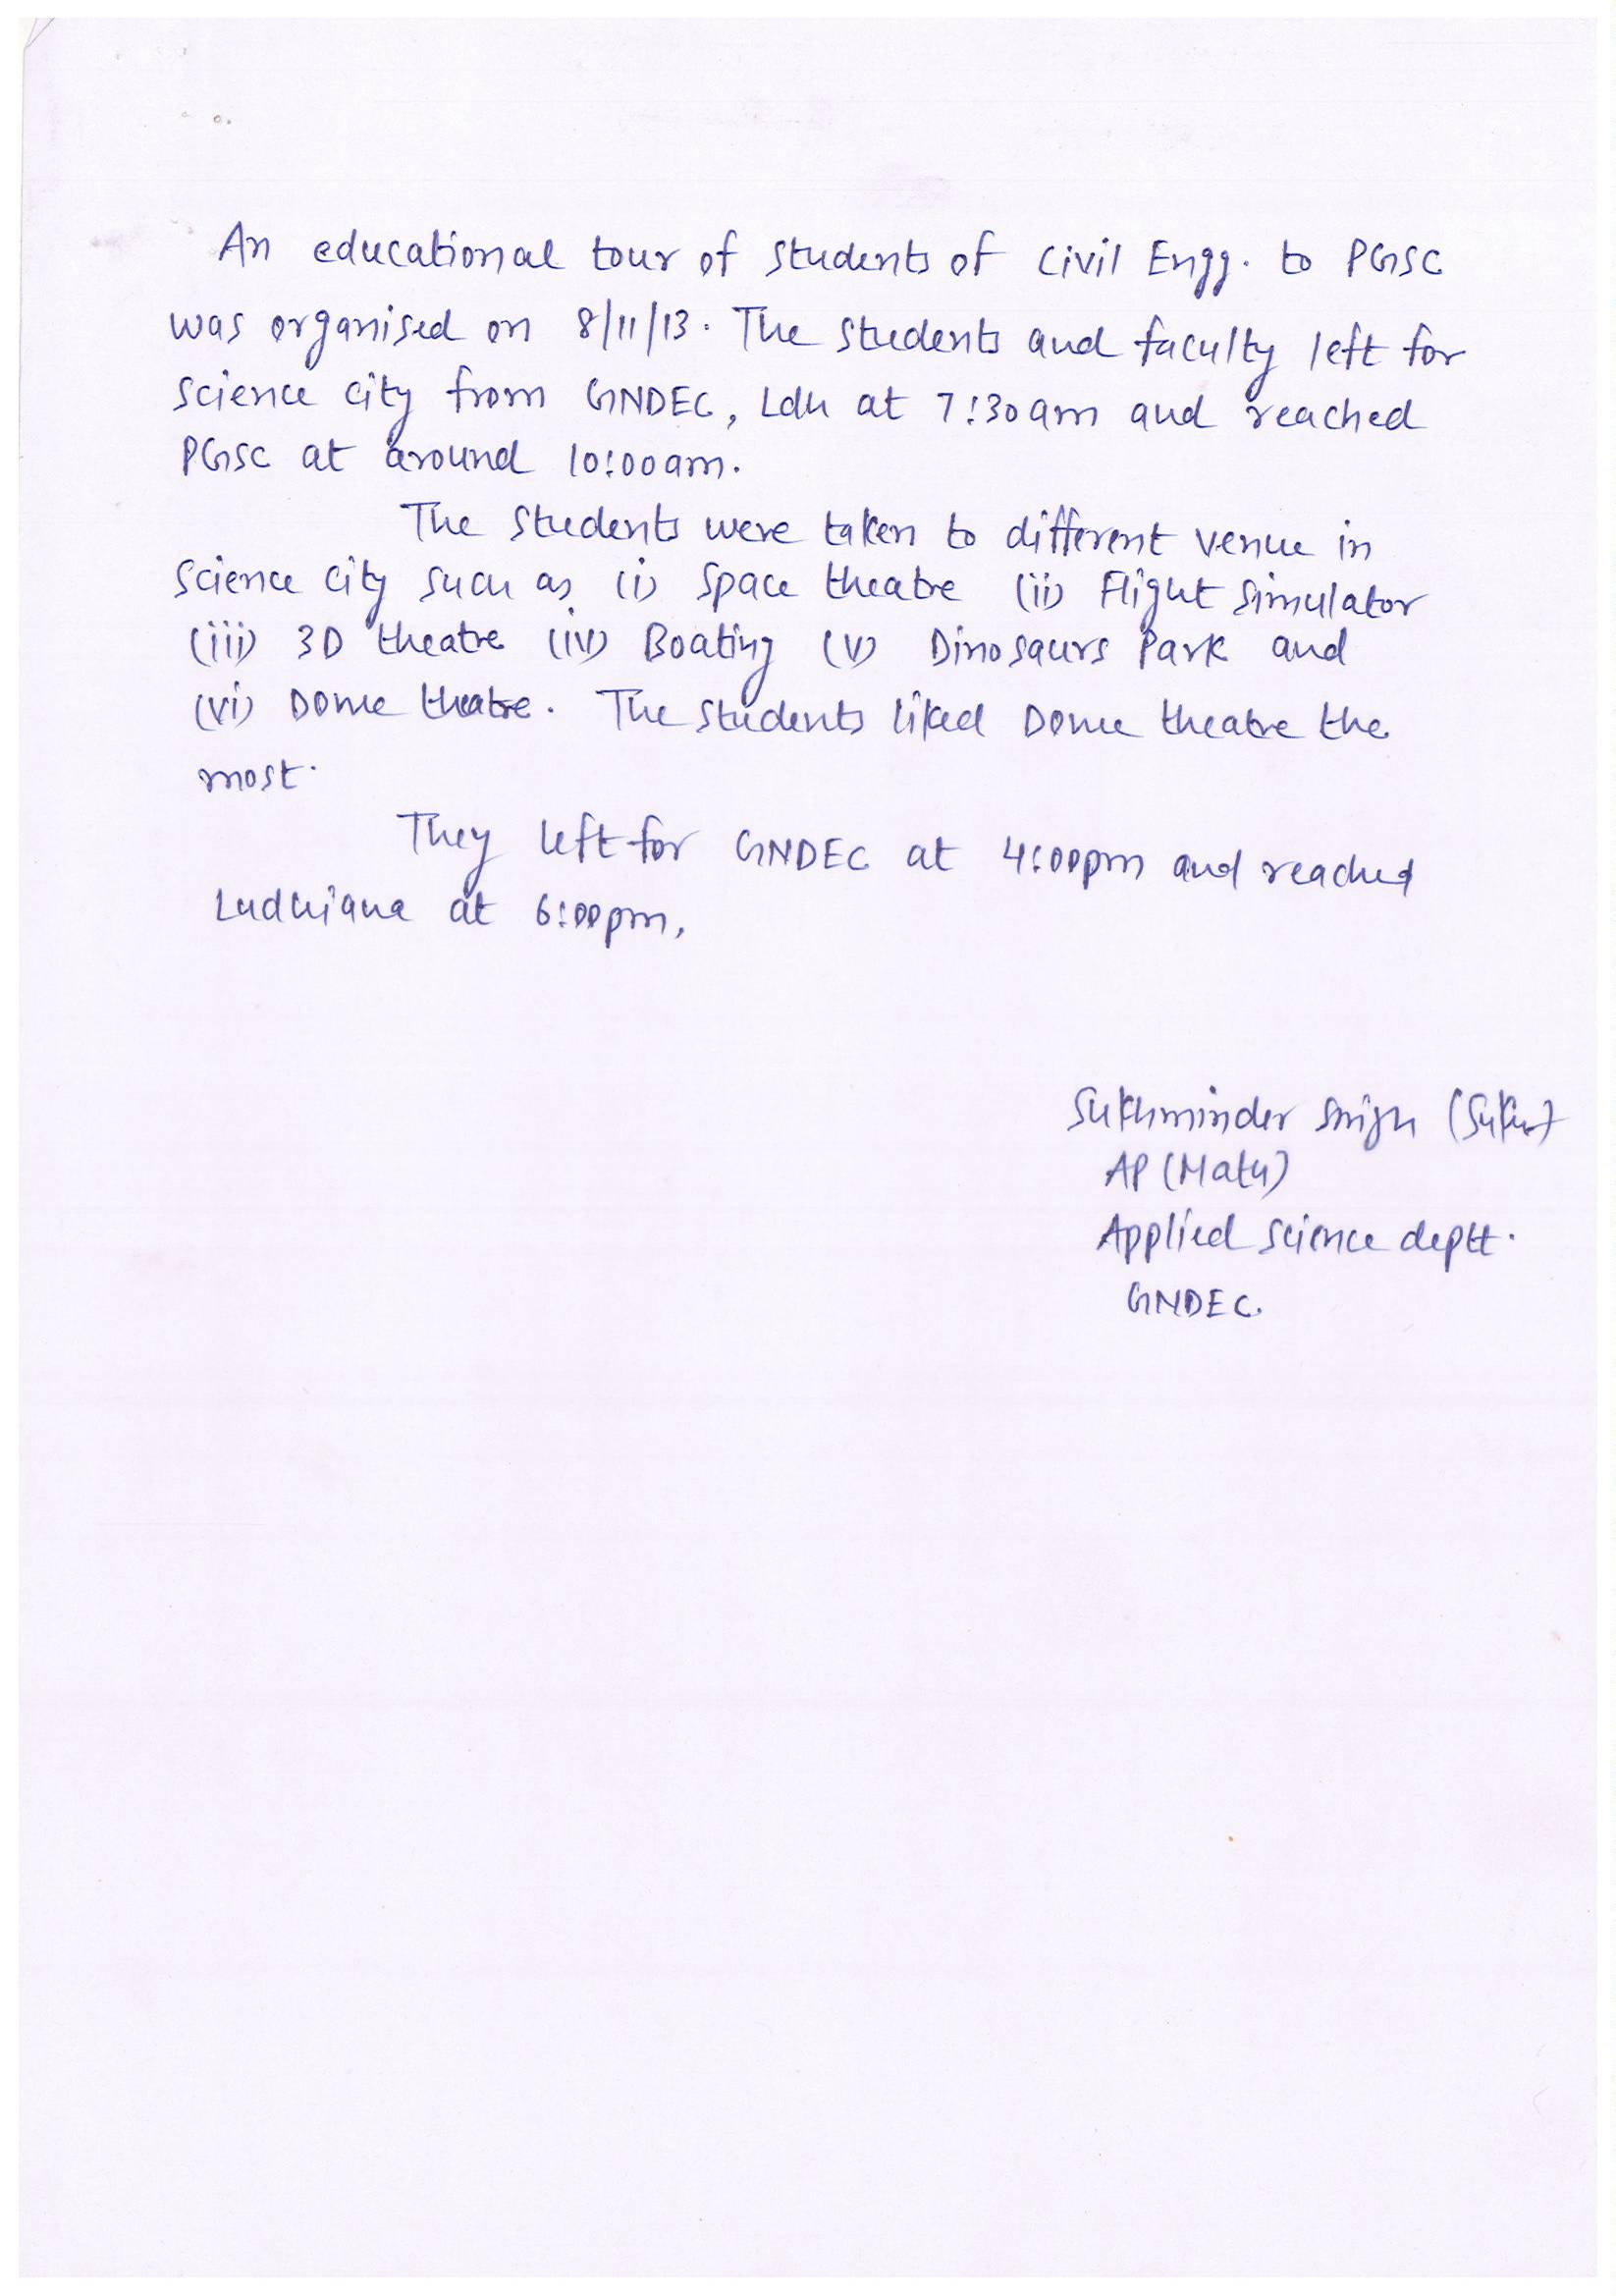 An educational tour of students of Civil Engg. to PGSC
was organised on 8/11/13. The students and faculty left for
science city from GNDEC, Ldh at 7:30am and reached
PGSC at around 10:00am.
The students were taken to different venue in
science city such as (i) Space theatre (ii) Flight simulator
(iii) 3D theatre (iv) Boating (v) Dinosaurs Park and
(vi) Dome theatre. The students liked Dome theatre the
most.
They left for GNDEC at 4:00pm and reached
Ludhiana at 6:00pm.
Sukhminder Singh
AP (Math)
Applied Science deptt.
GNDEC.